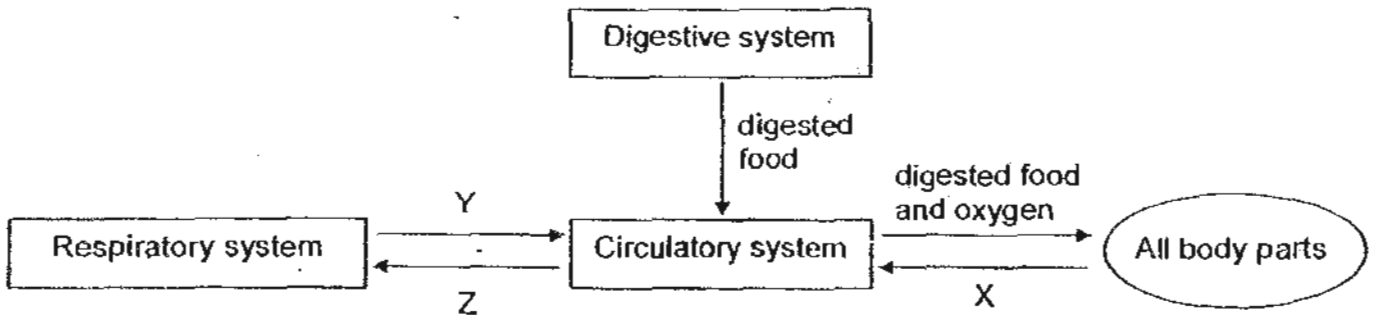 Digestive system
digested
food
digested food
and oxygen
Y
Respiratory system
Circulatory system
All body parts
Z
X